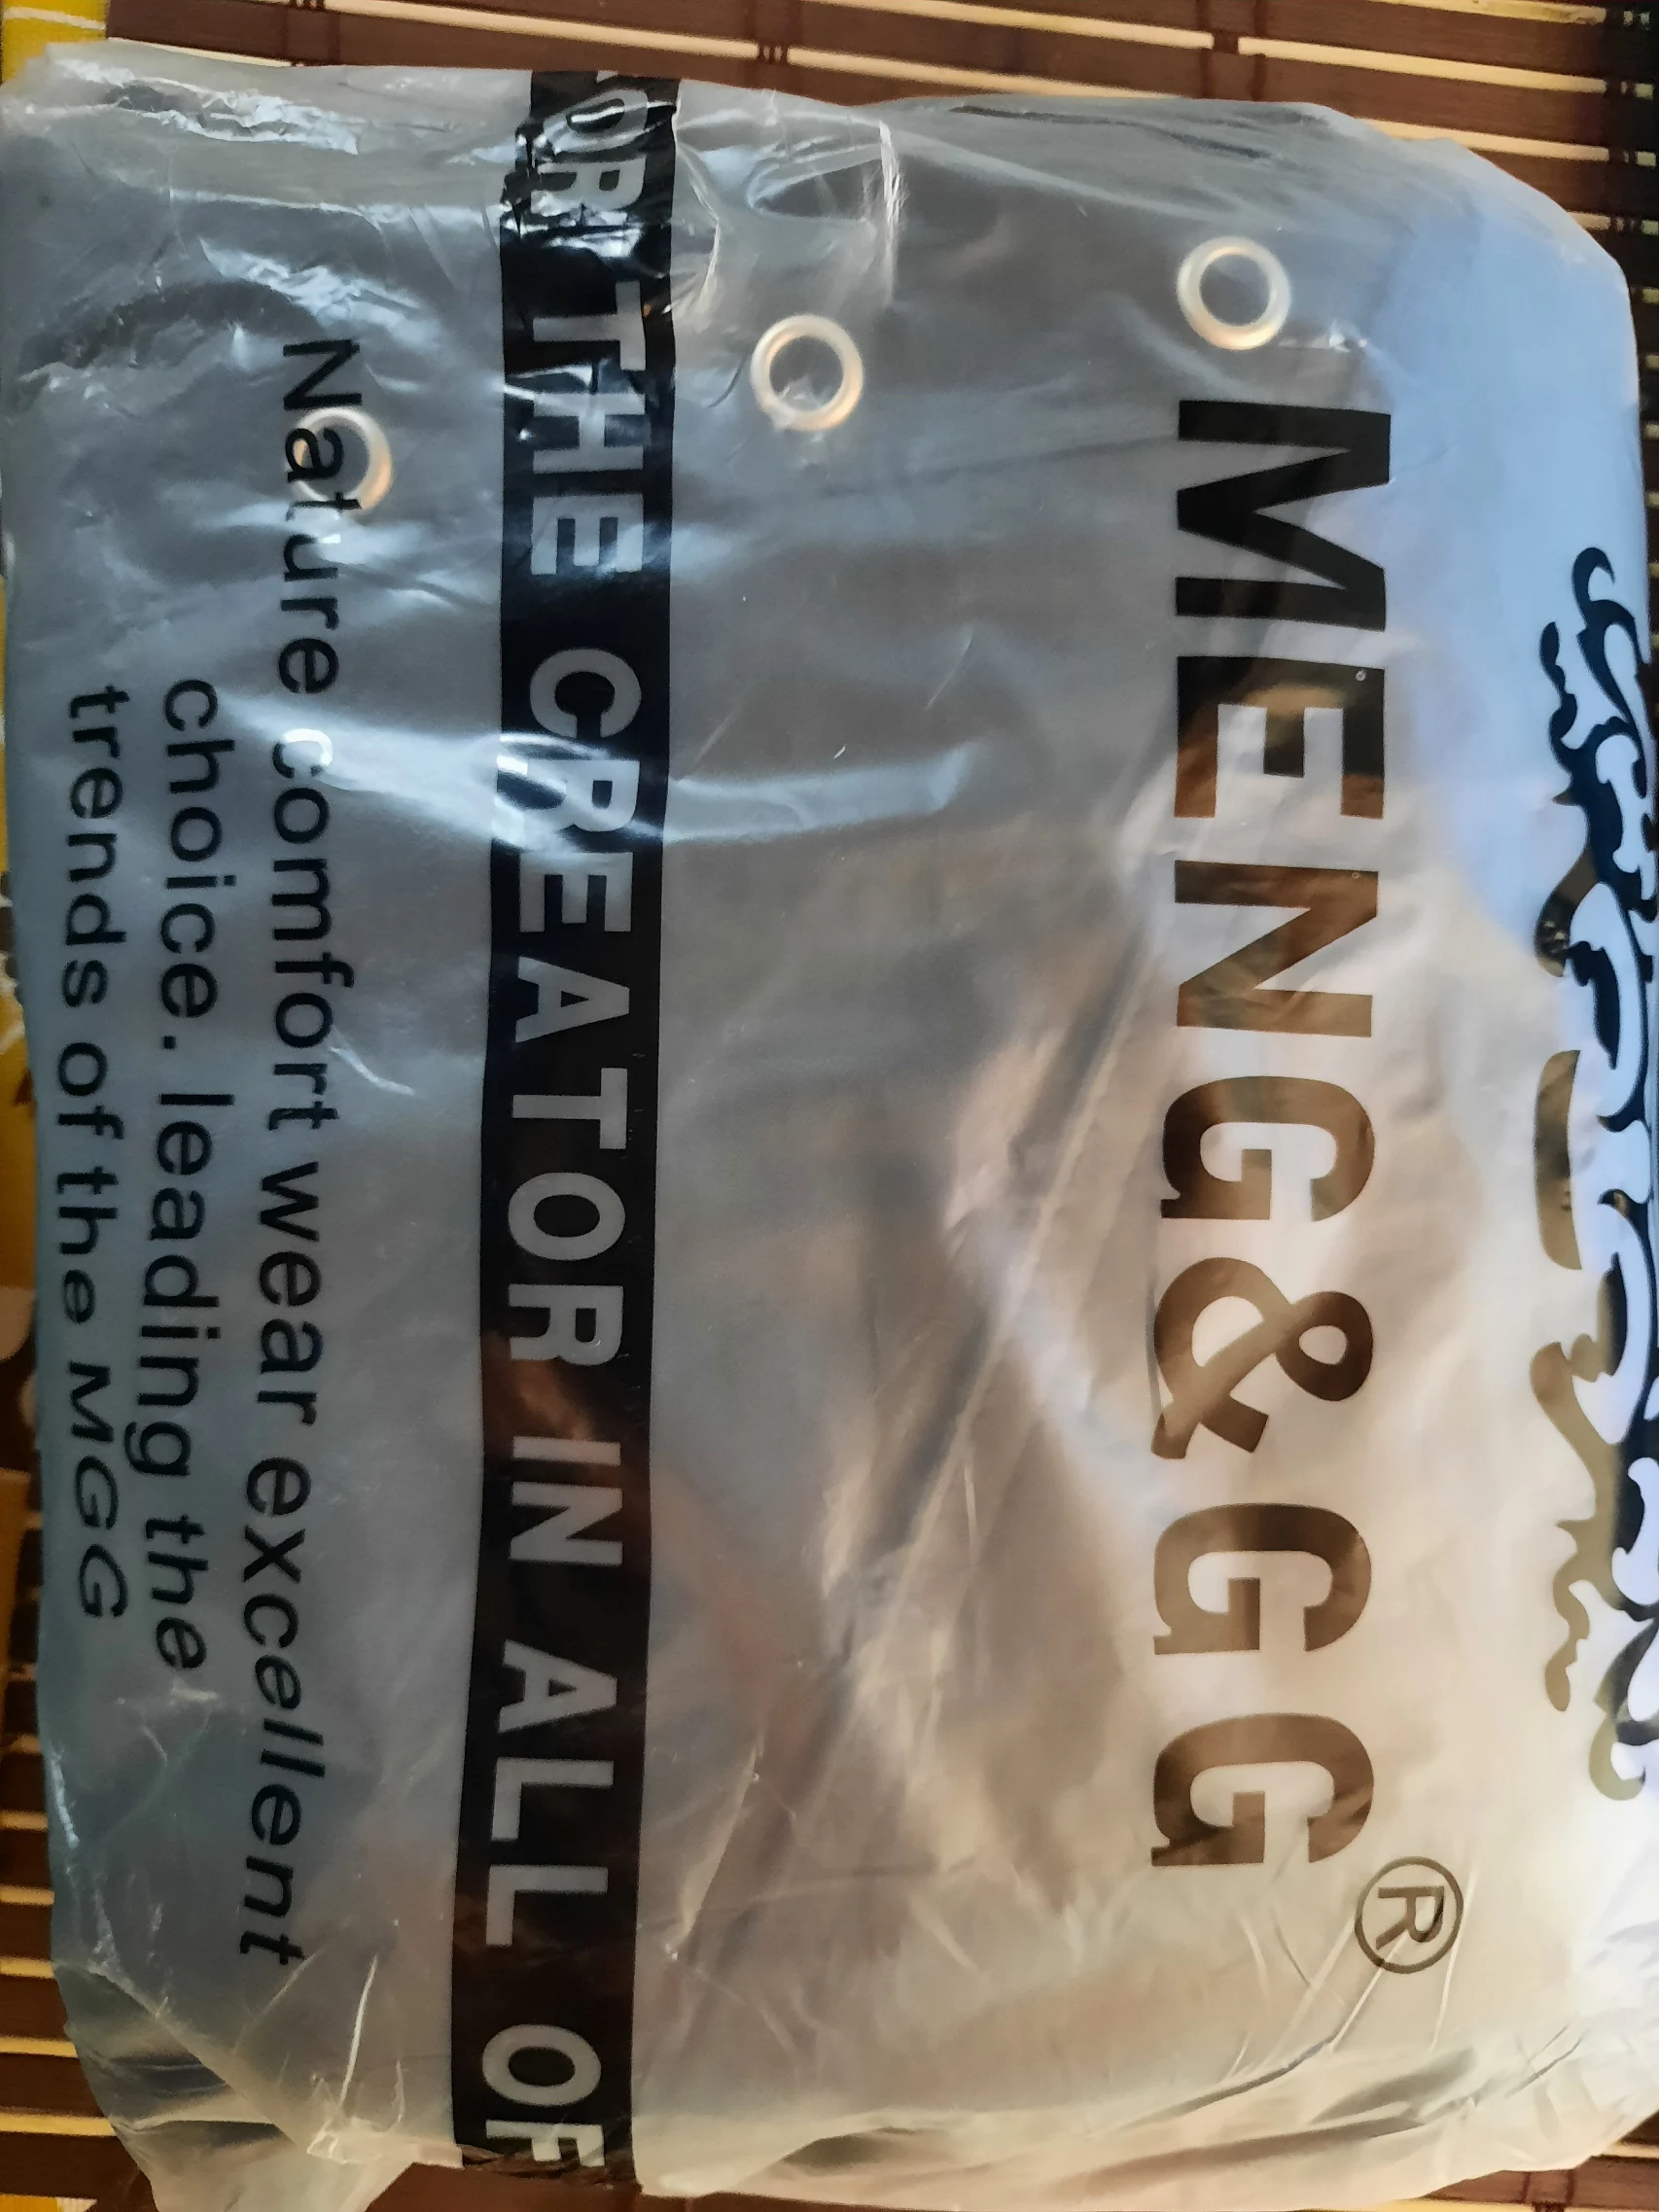 MENG&GG®
OR THE CREATOR IN ALL OF
Nature comfort wear excellent
choice. leading the
trends of the MGG